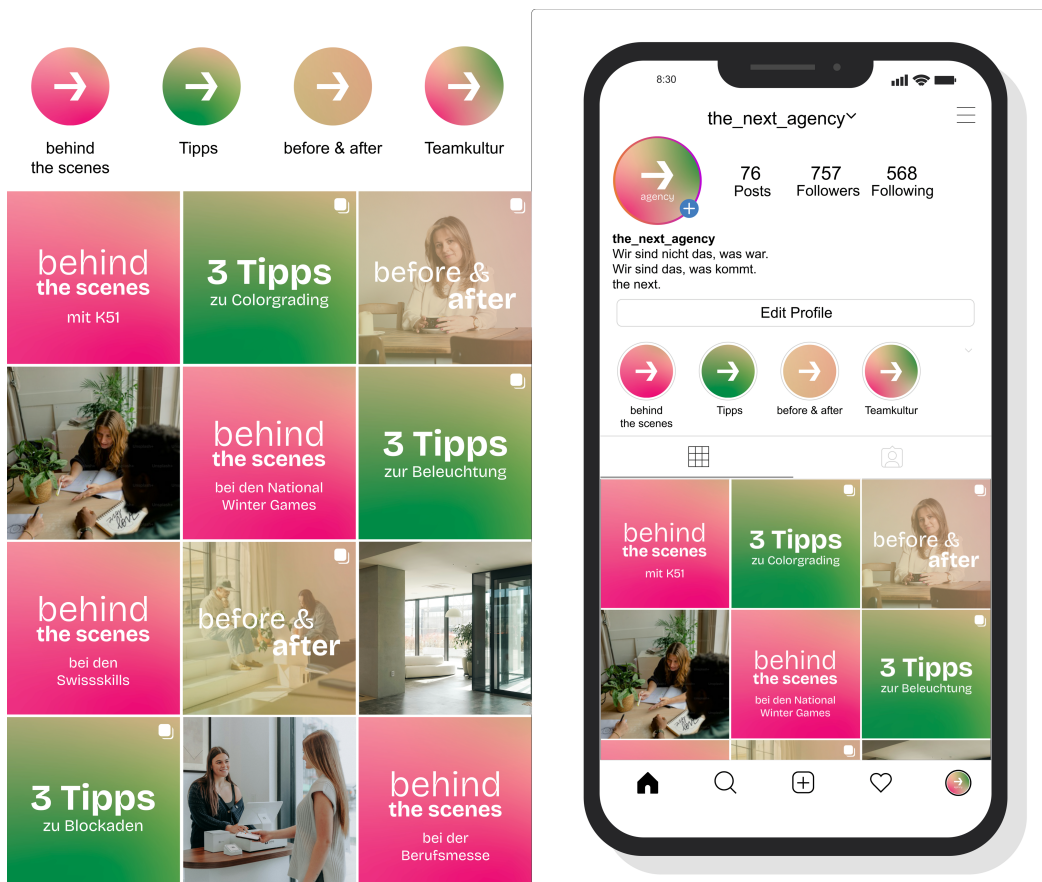 behind
the scenes
Tipps
before & after
Teamkultur
behind
the scenes
mit K51
3 Tipps
zu Colorgrading
before &
after
behind
the scenes
bei den National
Winter Games
3 Tipps
zur Beleuchtung
behind
the scenes
bei den
Swissskills
before &
after
3 Tipps
zu Blockaden
behind
the scenes
bei der
Berufsmesse
8:30
the_next_agency
agency
76
Posts
757
Followers
568
Following
the_next_agency
Wir sind nicht das, was war.
Wir sind das, was kommt.
the next.
Edit Profile
behind
the scenes
Tipps
before & after
Teamkultur
behind
the scenes
mit K51
3 Tipps
zu Colorgrading
before &
after
behind
the scenes
bei den National
Winter Games
3 Tipps
zur Beleuchtung